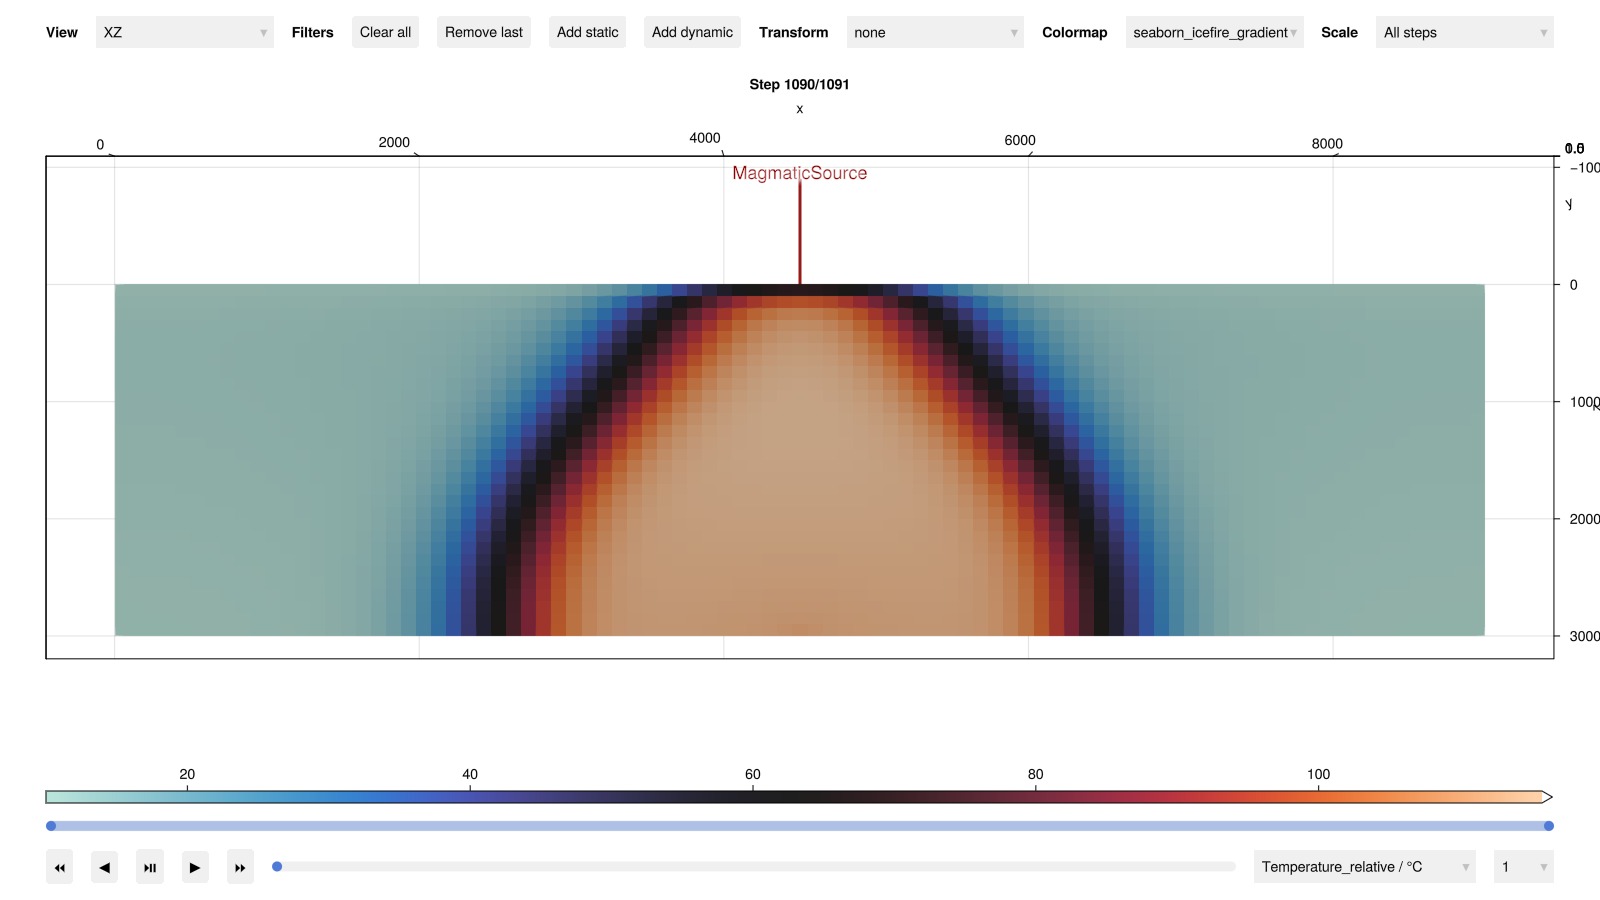 View XZ Filters Clear all Remove last Add static Add dynamic Transform none Colormap seaborn_icefire_gradient Scale All steps
Step 1090/1091
x
0 2000 4000 6000 8000
−100
MagmaticSource
y
0
1000
2000
3000
20 40 60 80 100
Temperature_relative / °C 1